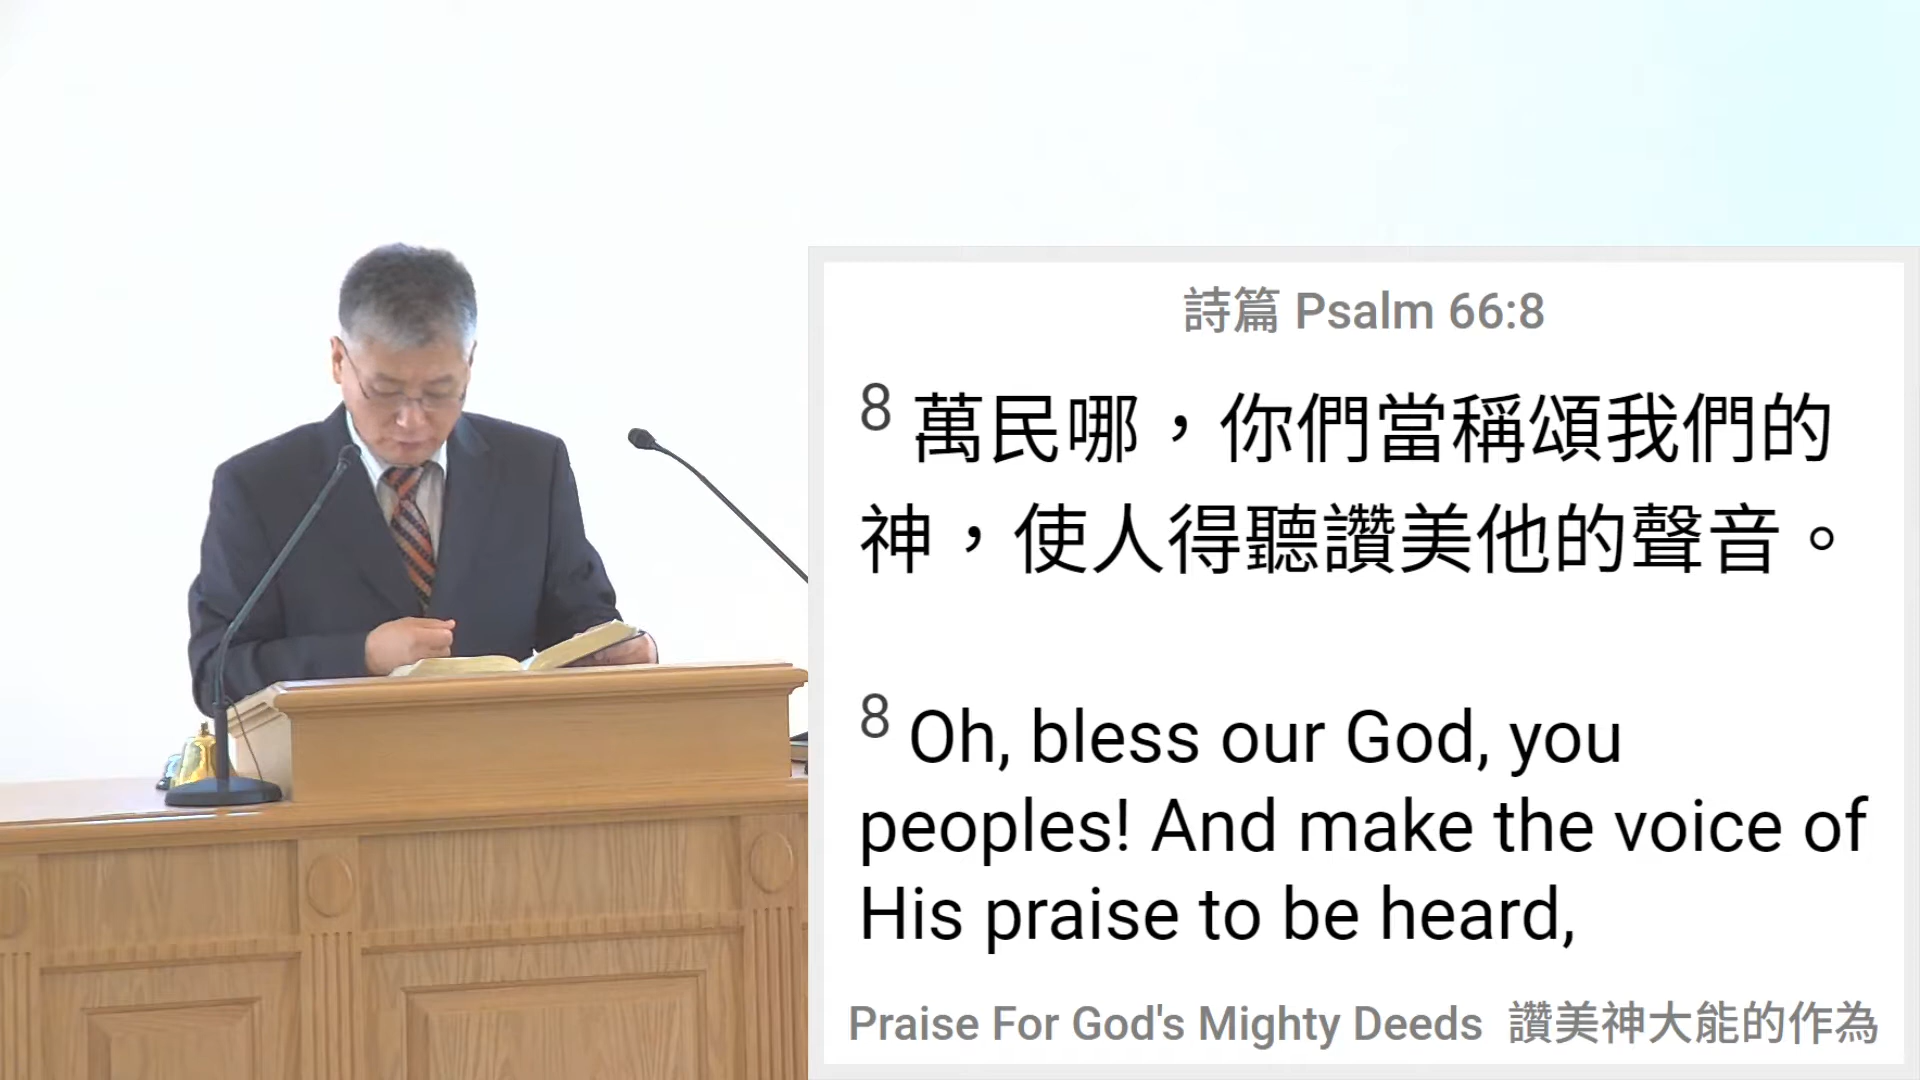 詩篇 Psalm 66:8
8 萬民哪，你們當稱頌我們的
神，使人得聽讚美他的聲音。
8 Oh, bless our God, you
peoples! And make the voice of
His praise to be heard,
Praise For God's Mighty Deeds 讚美神大能的作為